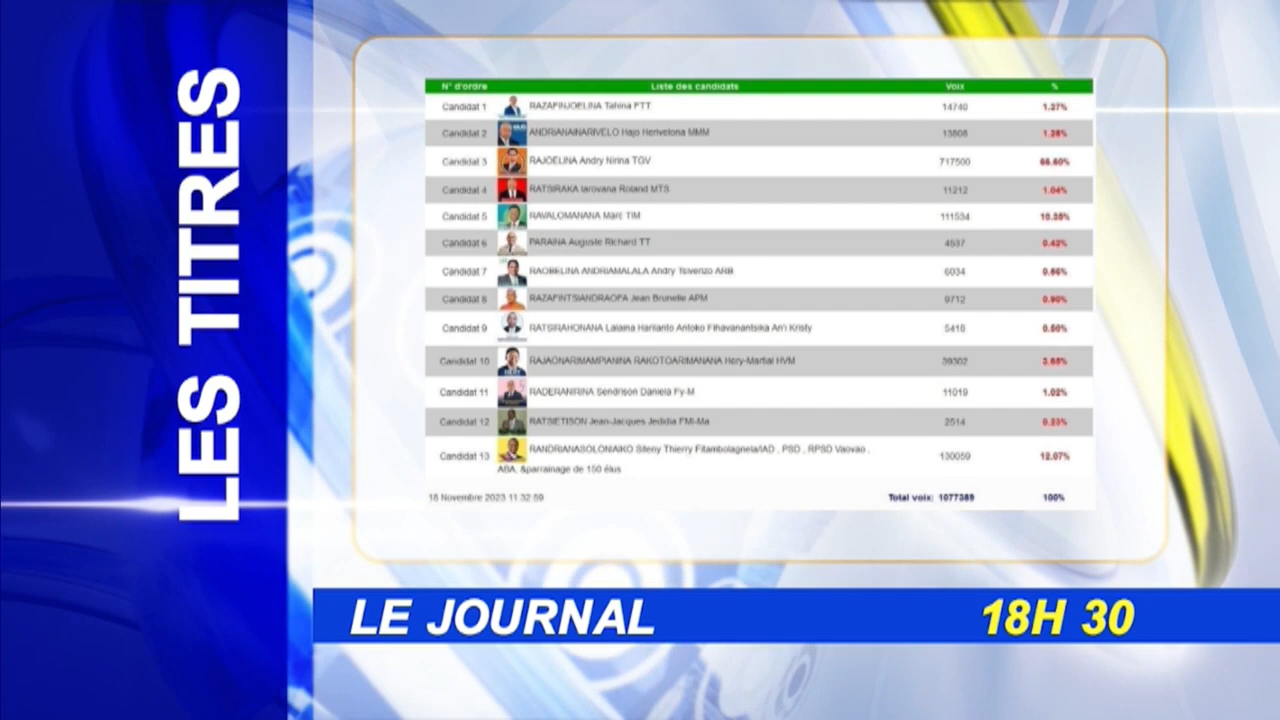 LES TITRES
N° d'ordre Liste des candidats Voix %
Candidat 1 RAZAFINJOELINA Tahina FTT 14740 1.37%
Candidat 2 ANDRIANAINARIVELO Hajo Herivelona MMM 13808 1.28%
Candidat 3 RAJOELINA Andry Nirina TGV 717500 66.60%
Candidat 4 RATSIRAKA Iarovana Roland MTS 11212 1.04%
Candidat 5 RAVALOMANANA Marc TIM 111534 10.35%
Candidat 6 PARAINA Auguste Richard TT 4537 0.42%
Candidat 7 RAOBELINA ANDRIAMALALA Andry Tsiverizo ARB 6034 0.56%
Candidat 8 RAZAFINTSIANDRAOFA Jean Brunelle APM 9712 0.90%
Candidat 9 RATSIRAHONANA Lalaina Harilanto Antoko Fihavanantsika An'i Kristy 5418 0.50%
Candidat 10 RAJAONARIMAMPIANINA RAKOTOARIMANANA Hery-Martial HVM 39302 3.65%
Candidat 11 RADERANIRINA Sendrison Daniela Fy-M 11019 1.02%
Candidat 12 RATSIETISON Jean-Jacques Jedidia FMI-Ma 2514 0.23%
Candidat 13 RANDRIANASOLONIAIKO Siteny Thierry Fitambolagnela/IAD , PSD , RPSD Vaovao , 130059 12.07%
ABA, &parrainage de 150 élus
18 Novembre 2023 11:32:59 Total voix: 1077389 100%
LE JOURNAL 18H 30